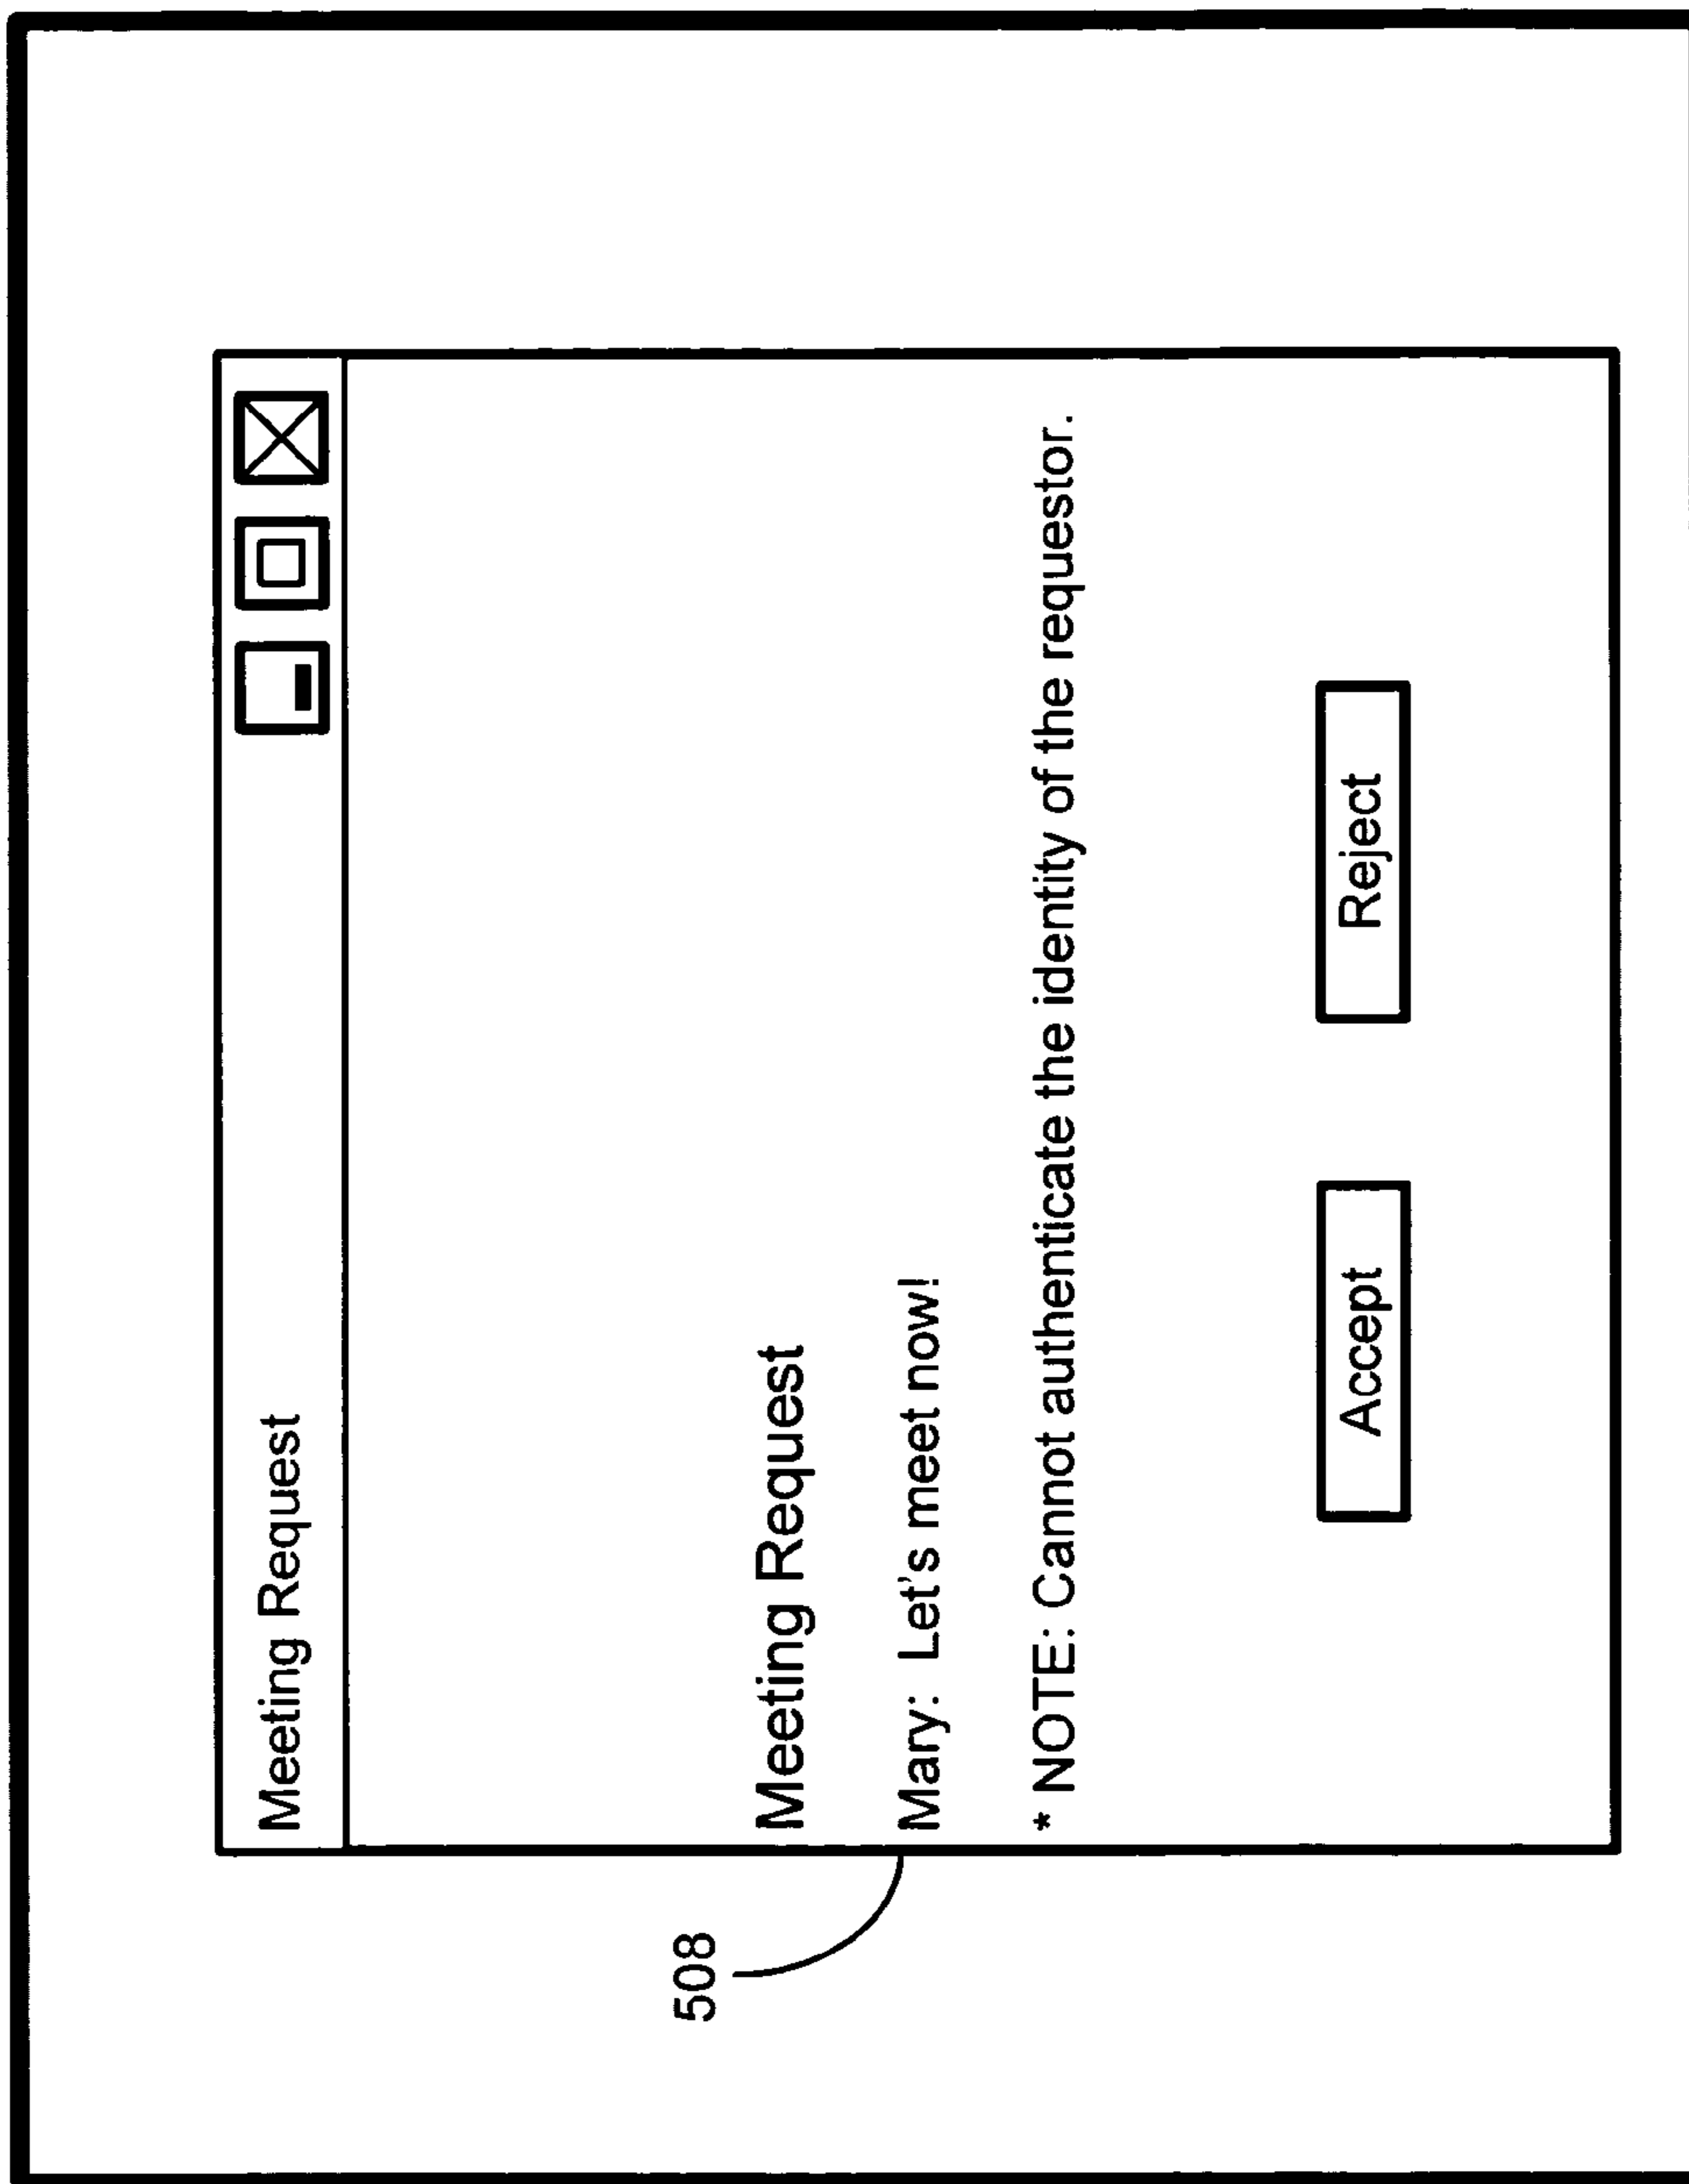 Meeting Request
Meeting Request
Mary: Let's meet now!
* NOTE: Cannot authenticate the identity of the requestor.
Accept
Reject
508